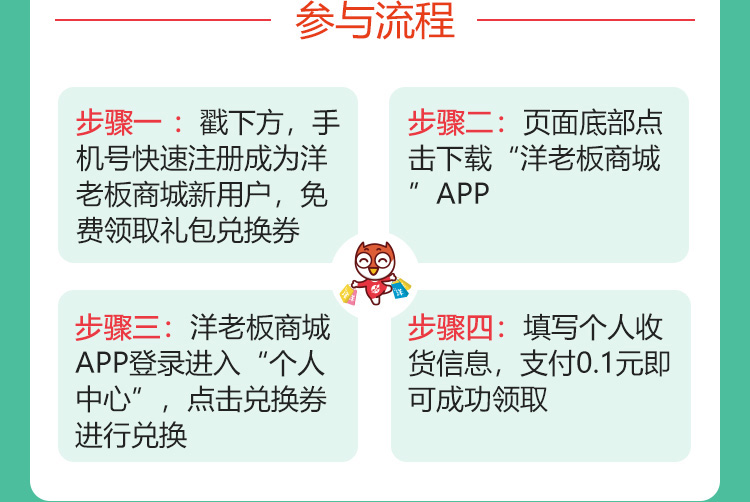 参与流程
步骤一 ：戳下方，手
机号快速注册成为洋
老板商城新用户，免
费领取礼包兑换券
步骤二：页面底部点
击下载“洋老板商城
”APP
步骤三：洋老板商城
APP登录进入“个人
中心”，点击兑换券
进行兑换
步骤四：填写个人收
货信息，支付0.1元即
可成功领取